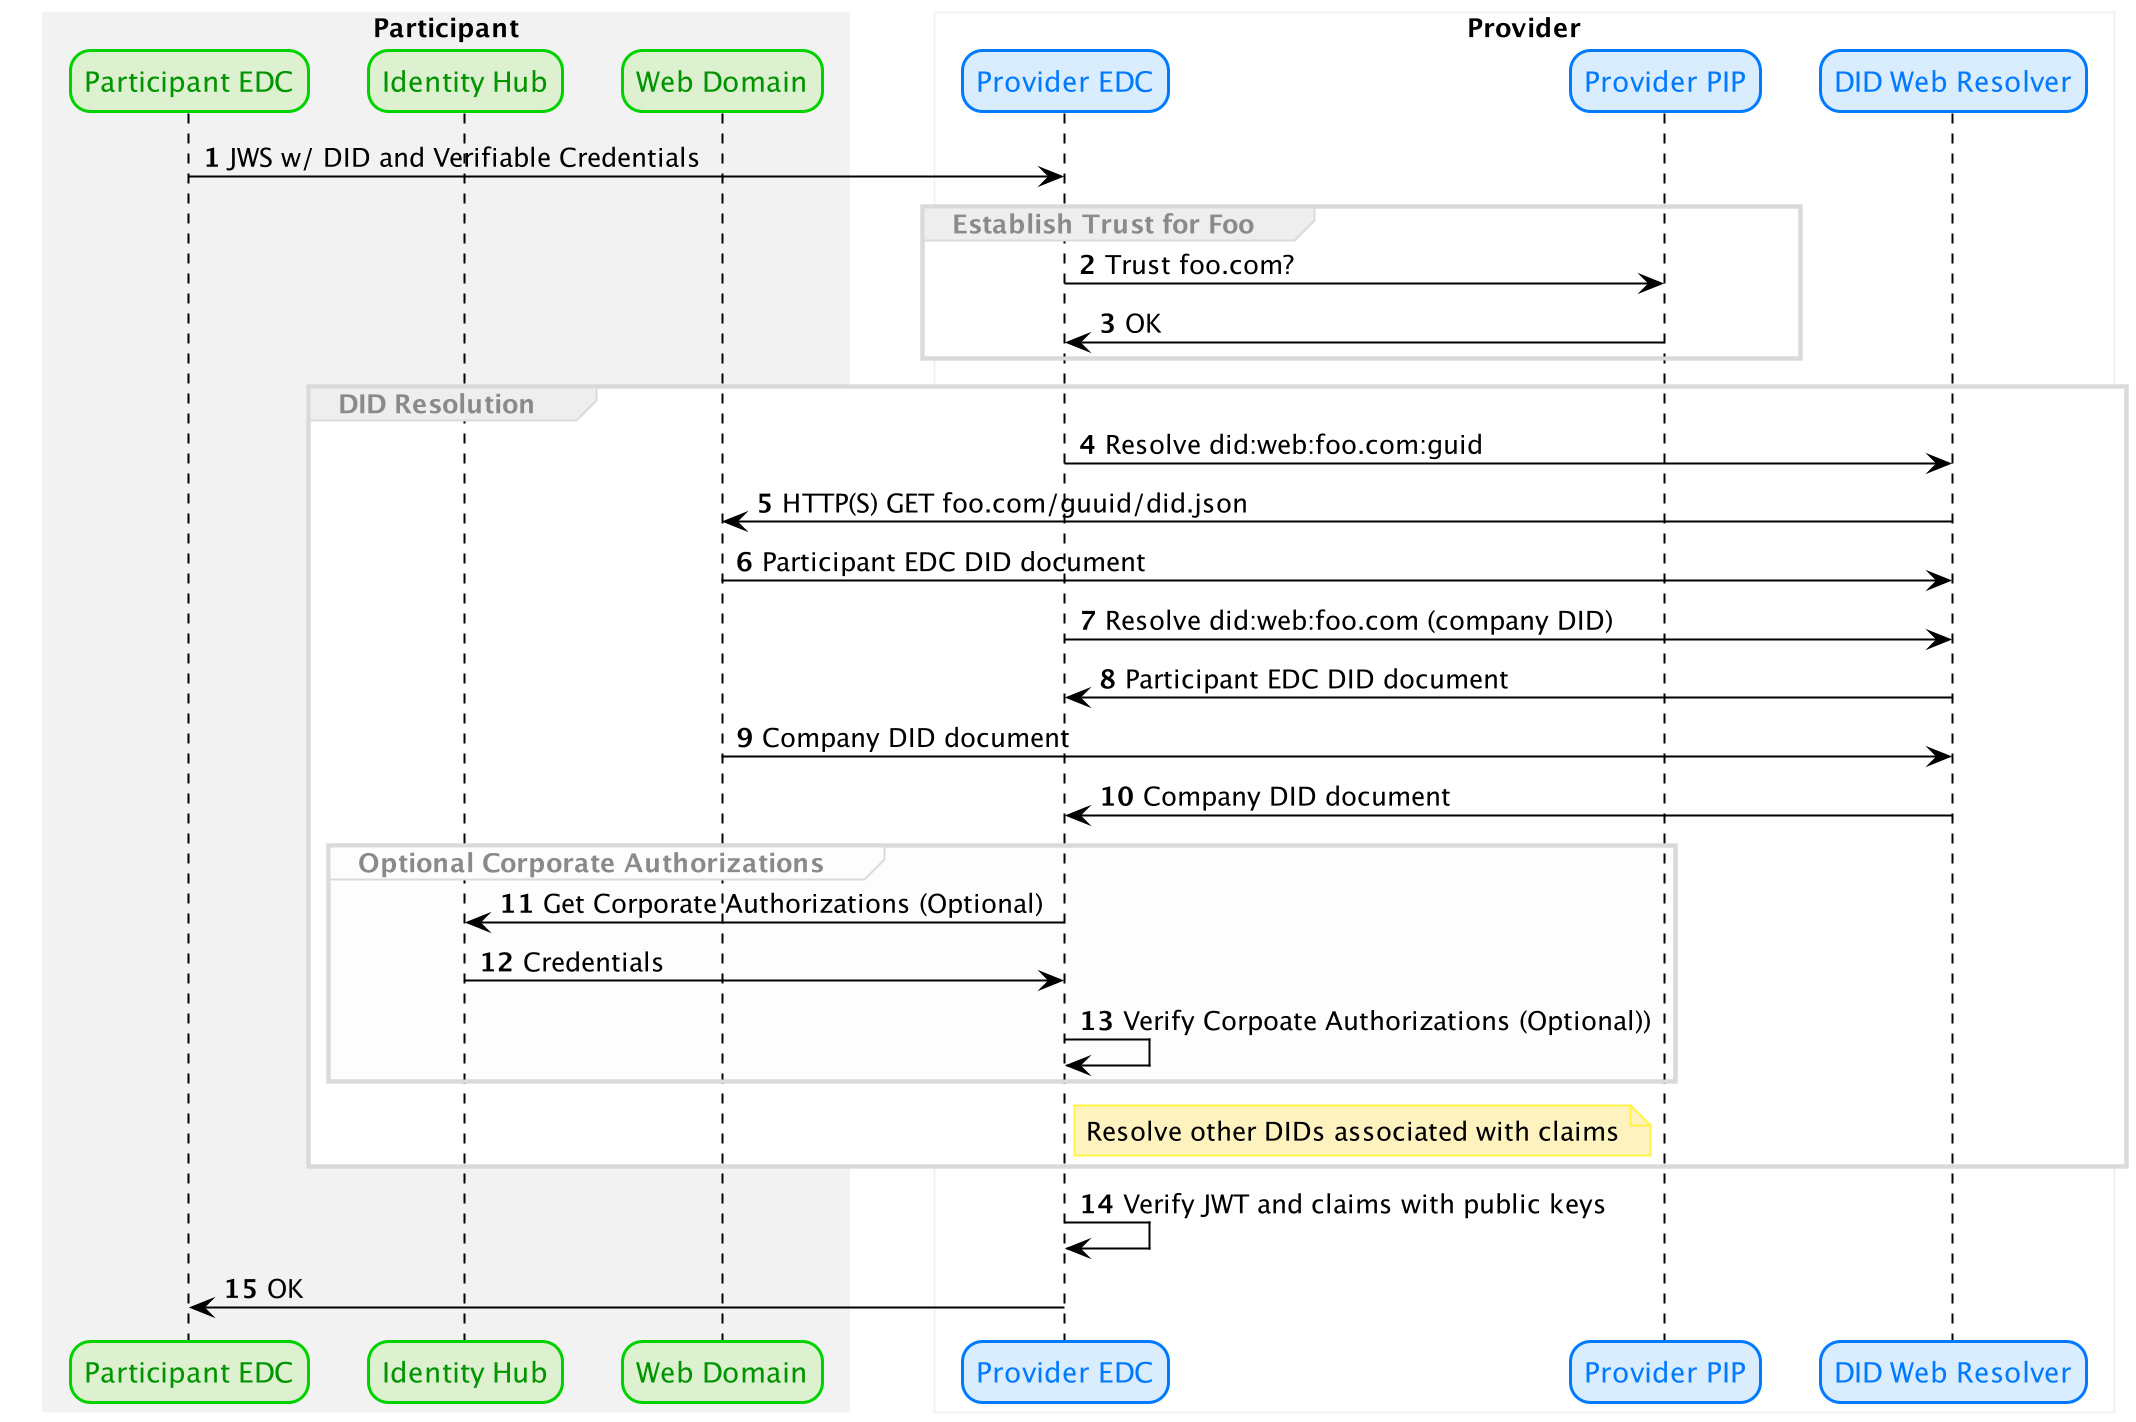 Participant
Provider
Participant EDC
Identity Hub
Web Domain
Provider EDC
Provider PIP
DID Web Resolver
1 JWS w/ DID and Verifiable Credentials
Establish Trust for Foo
2 Trust foo.com?
3 OK
DID Resolution
4 Resolve did:web:foo.com:guid
5 HTTP(S) GET foo.com/guuid/did.json
6 Participant EDC DID document
7 Resolve did:web:foo.com (company DID)
8 Participant EDC DID document
9 Company DID document
10 Company DID document
Optional Corporate Authorizations
11 Get Corporate Authorizations (Optional)
12 Credentials
13 Verify Corpoate Authorizations (Optional))
Resolve other DIDs associated with claims
14 Verify JWT and claims with public keys
15 OK
Participant EDC
Identity Hub
Web Domain
Provider EDC
Provider PIP
DID Web Resolver